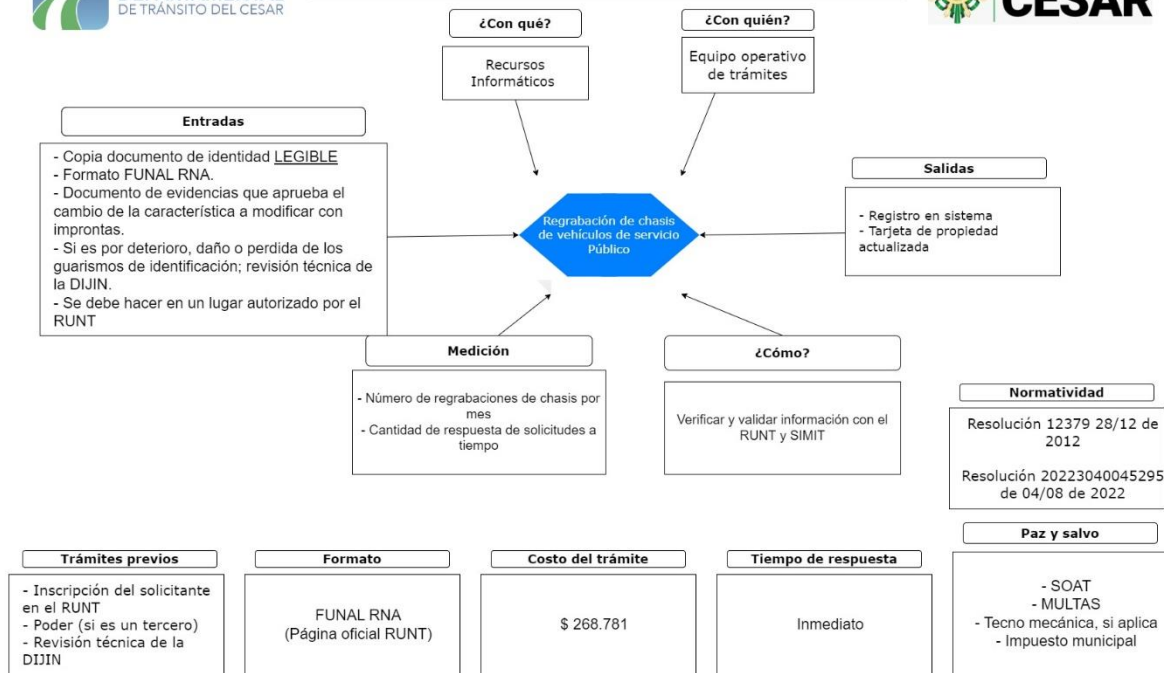 DE TRÁNSITO DEL CESAR
CESAR
¿Con qué?
Recursos
Informáticos
¿Con quién?
Equipo operativo
de trámites
Entradas
- Copia documento de identidad LEGIBLE
- Formato FUNAL RNA.
- Documento de evidencias que aprueba el
cambio de la característica a modificar con
improntas.
- Si es por deterioro, daño o perdida de los
guarismos de identificación; revisión técnica de
la DIJIN.
- Se debe hacer en un lugar autorizado por el
RUNT
Regrabación de chasis
de vehículos de servicio
Público
Salidas
- Registro en sistema
- Tarjeta de propiedad
actualizada
Medición
- Número de regrabaciones de chasis por
mes
- Cantidad de respuesta de solicitudes a
tiempo
¿Cómo?
Verificar y validar información con el
RUNT y SIMIT
Normatividad
Resolución 12379 28/12 de
2012
Resolución 20223040045295
de 04/08 de 2022
Trámites previos
- Inscripción del solicitante
en el RUNT
- Poder (si es un tercero)
- Revisión técnica de la
DIJIN
Formato
FUNAL RNA
(Página oficial RUNT)
Costo del trámite
$ 268.781
Tiempo de respuesta
Inmediato
Paz y salvo
- SOAT
- MULTAS
- Tecno mecánica, si aplica
- Impuesto municipal